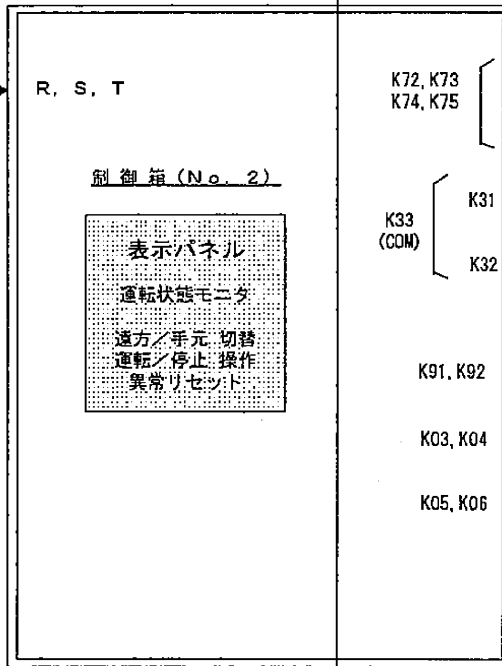 R, S, T
制御箱(No. 2)
表示パネル
運転状態モニタ
遠方/手元 切替
運転/停止 操作
異常リセット
K72, K73
K74, K75
K31
K33
(COM)
K32
K91, K92
K03, K04
K05, K06